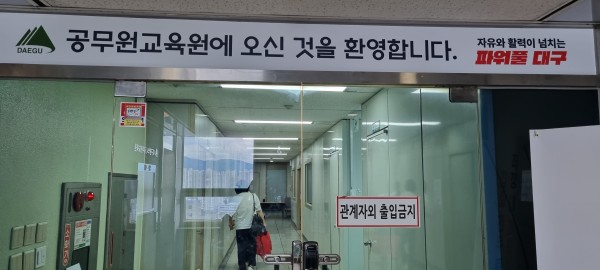 DAEGU
공무원교육원에 오신 것을 환영합니다.
자유와 활력이 넘치는
파워풀 대구
관계자외 출입금지